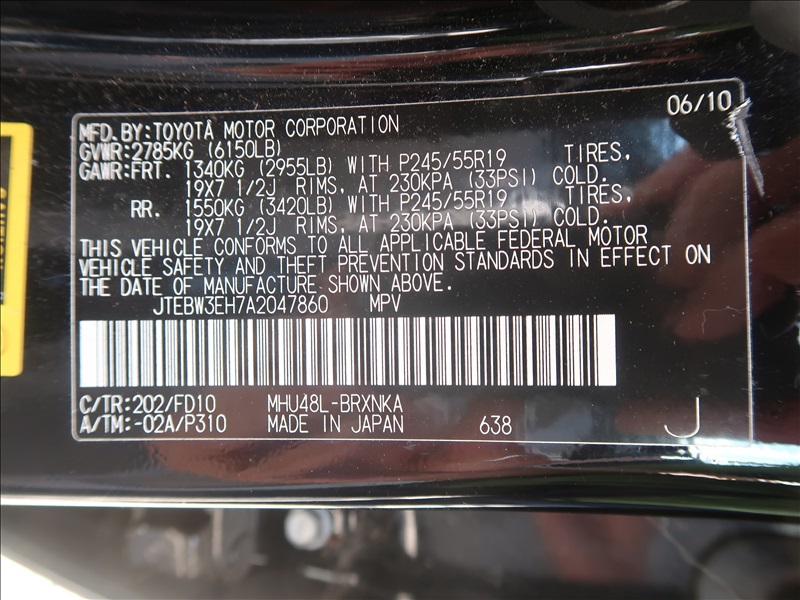 06/10
MFD. BY: TOYOTA MOTOR CORPORATION
GVWR: 2785KG (6150LB)
GAWR: FRT. 1340KG (2955LB) WITH P245/55R19 TIRES,
19X7 1/2J RIMS, AT 230KPA (33PSI) COLD.
RR. 1550KG (3420LB) WITH P245/55R19 TIRES,
19X7 1/2J RIMS, AT 230KPA (33PSI) COLD.
THIS VEHICLE CONFORMS TO ALL APPLICABLE FEDERAL MOTOR
VEHICLE SAFETY AND THEFT PREVENTION STANDARDS IN EFFECT ON
THE DATE OF MANUFACTURE SHOWN ABOVE.
JTEBW3EH7A2047860 MPV
C/TR: 202/FD10 MHU48L-BRXNKA
A/TM: -02A/P310 MADE IN JAPAN 638 J